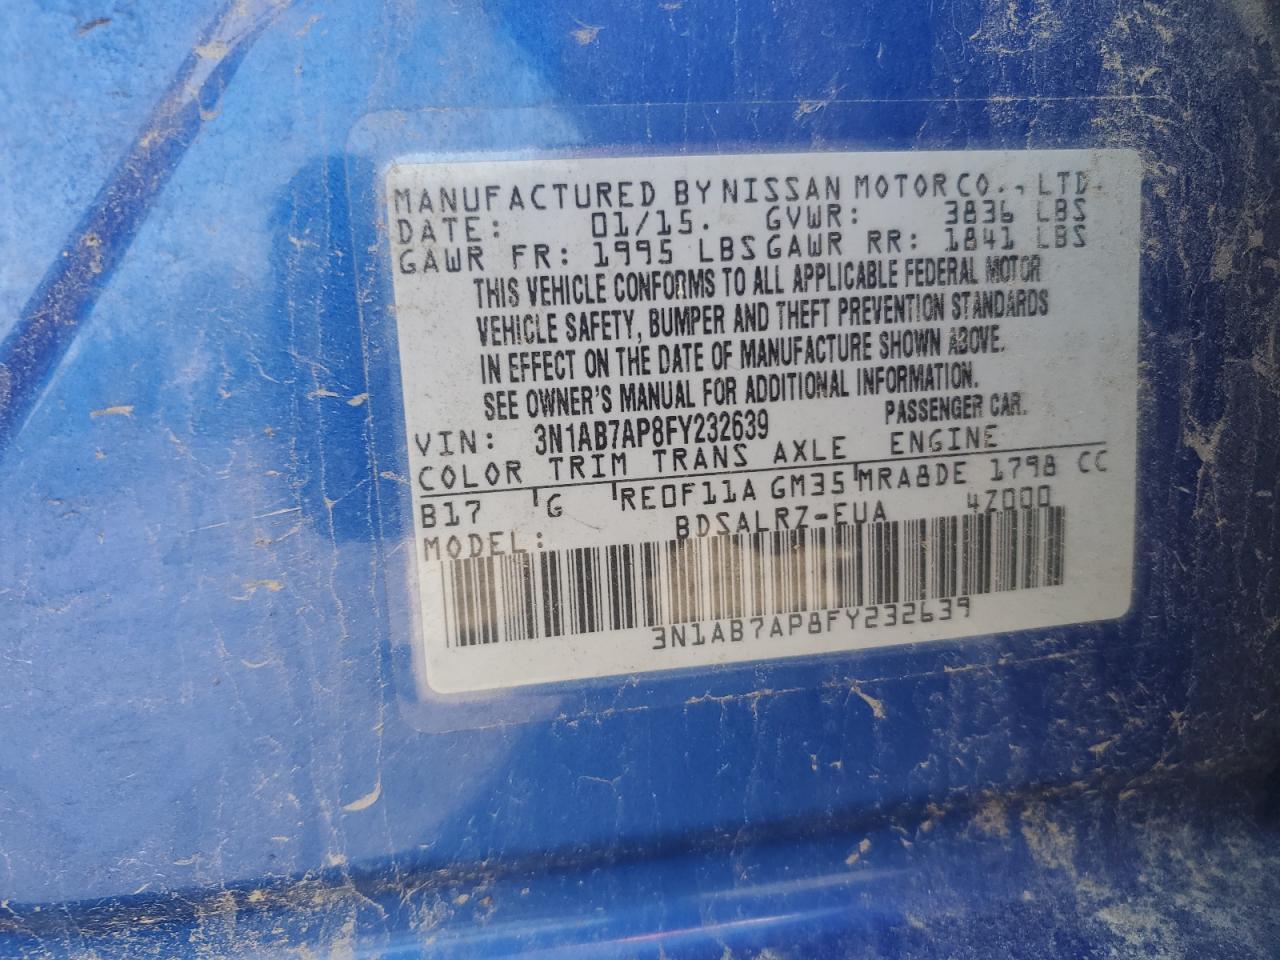 MANUFACTURED BY NISSAN MOTOR CO., LTD.
DATE: 01/15. GVWR: 3836 LBS
GAWR FR: 1995 LBS GAWR RR: 1841 LBS
THIS VEHICLE CONFORMS TO ALL APPLICABLE FEDERAL MOTOR
VEHICLE SAFETY, BUMPER AND THEFT PREVENTION STANDARDS
IN EFFECT ON THE DATE OF MANUFACTURE SHOWN ABOVE.
SEE OWNER'S MANUAL FOR ADDITIONAL INFORMATION.
VIN: 3N1AB7AP8FY232639 PASSENGER CAR.
COLOR TRIM TRANS AXLE ENGINE
B17 G RE0F11A GM35 MRA8DE 1798 CC
MODEL: BDSALRZ-EUA 4Z000
3N1AB7AP8FY232639